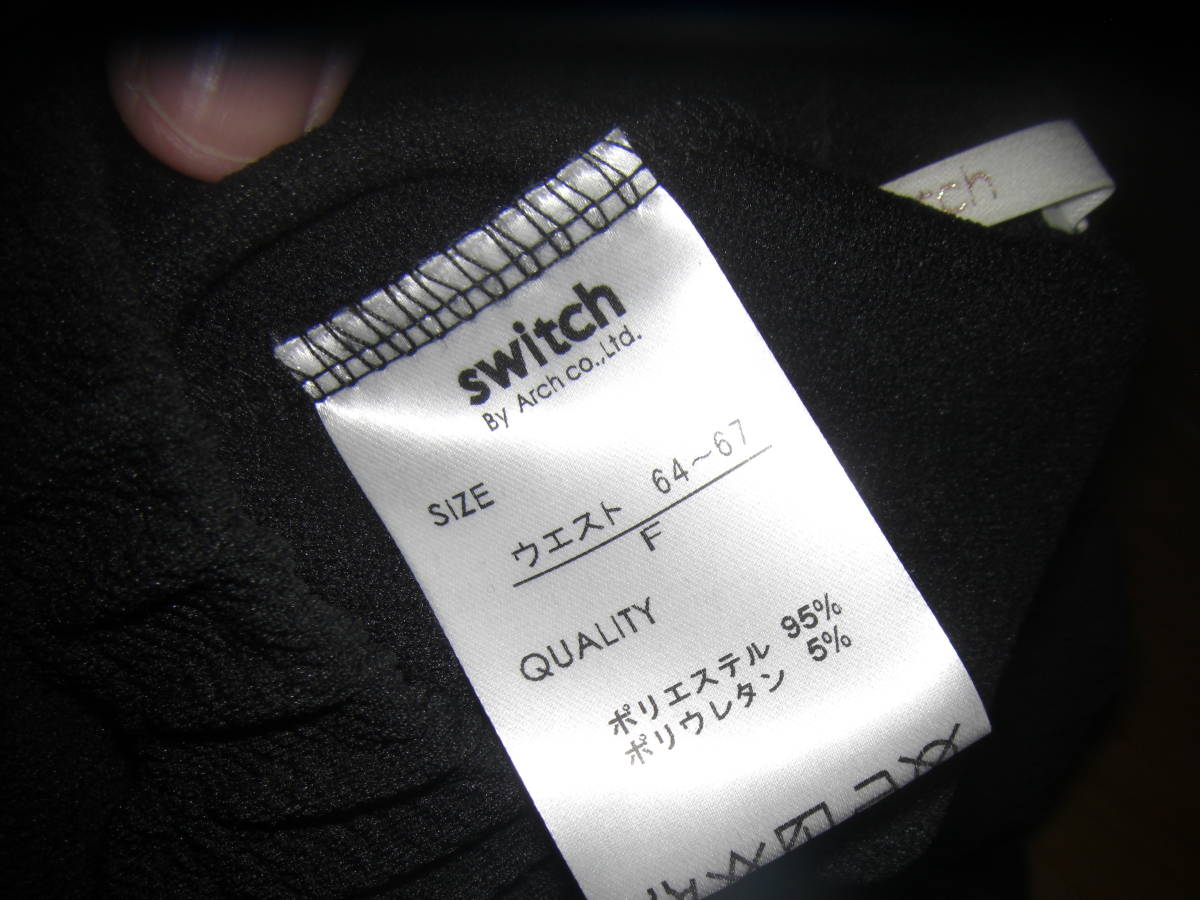 switch
By Arch co.,Ltd.
SIZE
ウエスト 64~67
F
QUALITY
ポリエステル 95%
ポリウレタン 5%